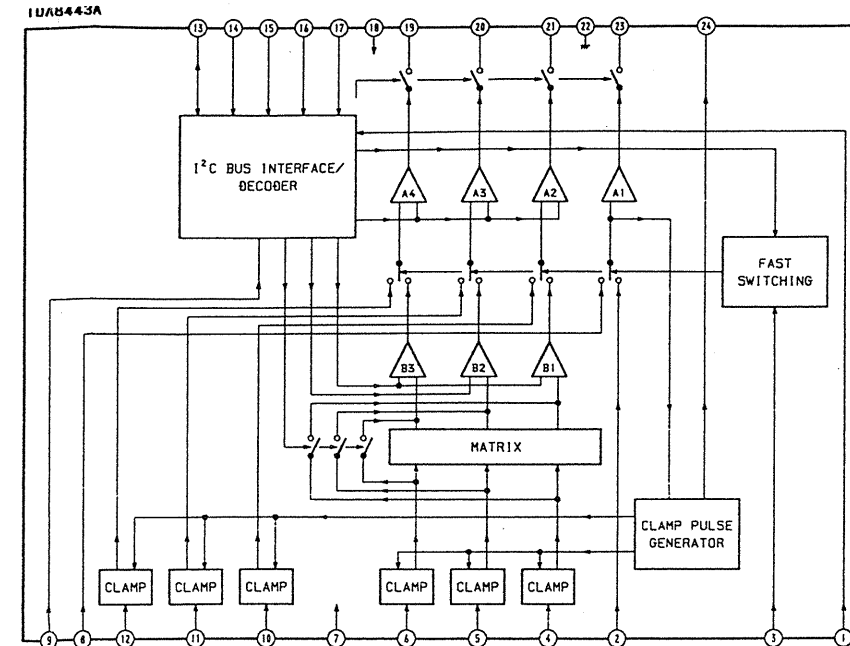 TDA8443A
13 14 15 16 17 18 19 20 21 22 23 24
I²C BUS INTERFACE/
DECODER
A4 A3 A2 A1
FAST
SWITCHING
B3 B2 B1
MATRIX
CLAMP PULSE
GENERATOR
CLAMP CLAMP CLAMP CLAMP CLAMP CLAMP
9 8 12 11 10 7 6 5 4 2 3 1